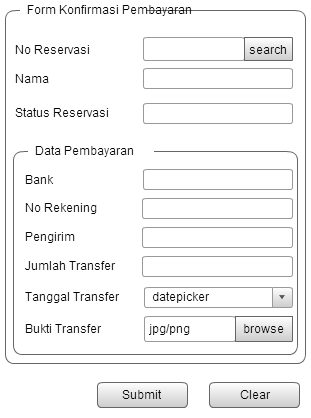 Form Konfirmasi Pembayaran
No Reservasi search
Nama
Status Reservasi
Data Pembayaran
Bank
No Rekening
Pengirim
Jumlah Transfer
Tanggal Transfer datepicker
Bukti Transfer jpg/png browse
Submit Clear